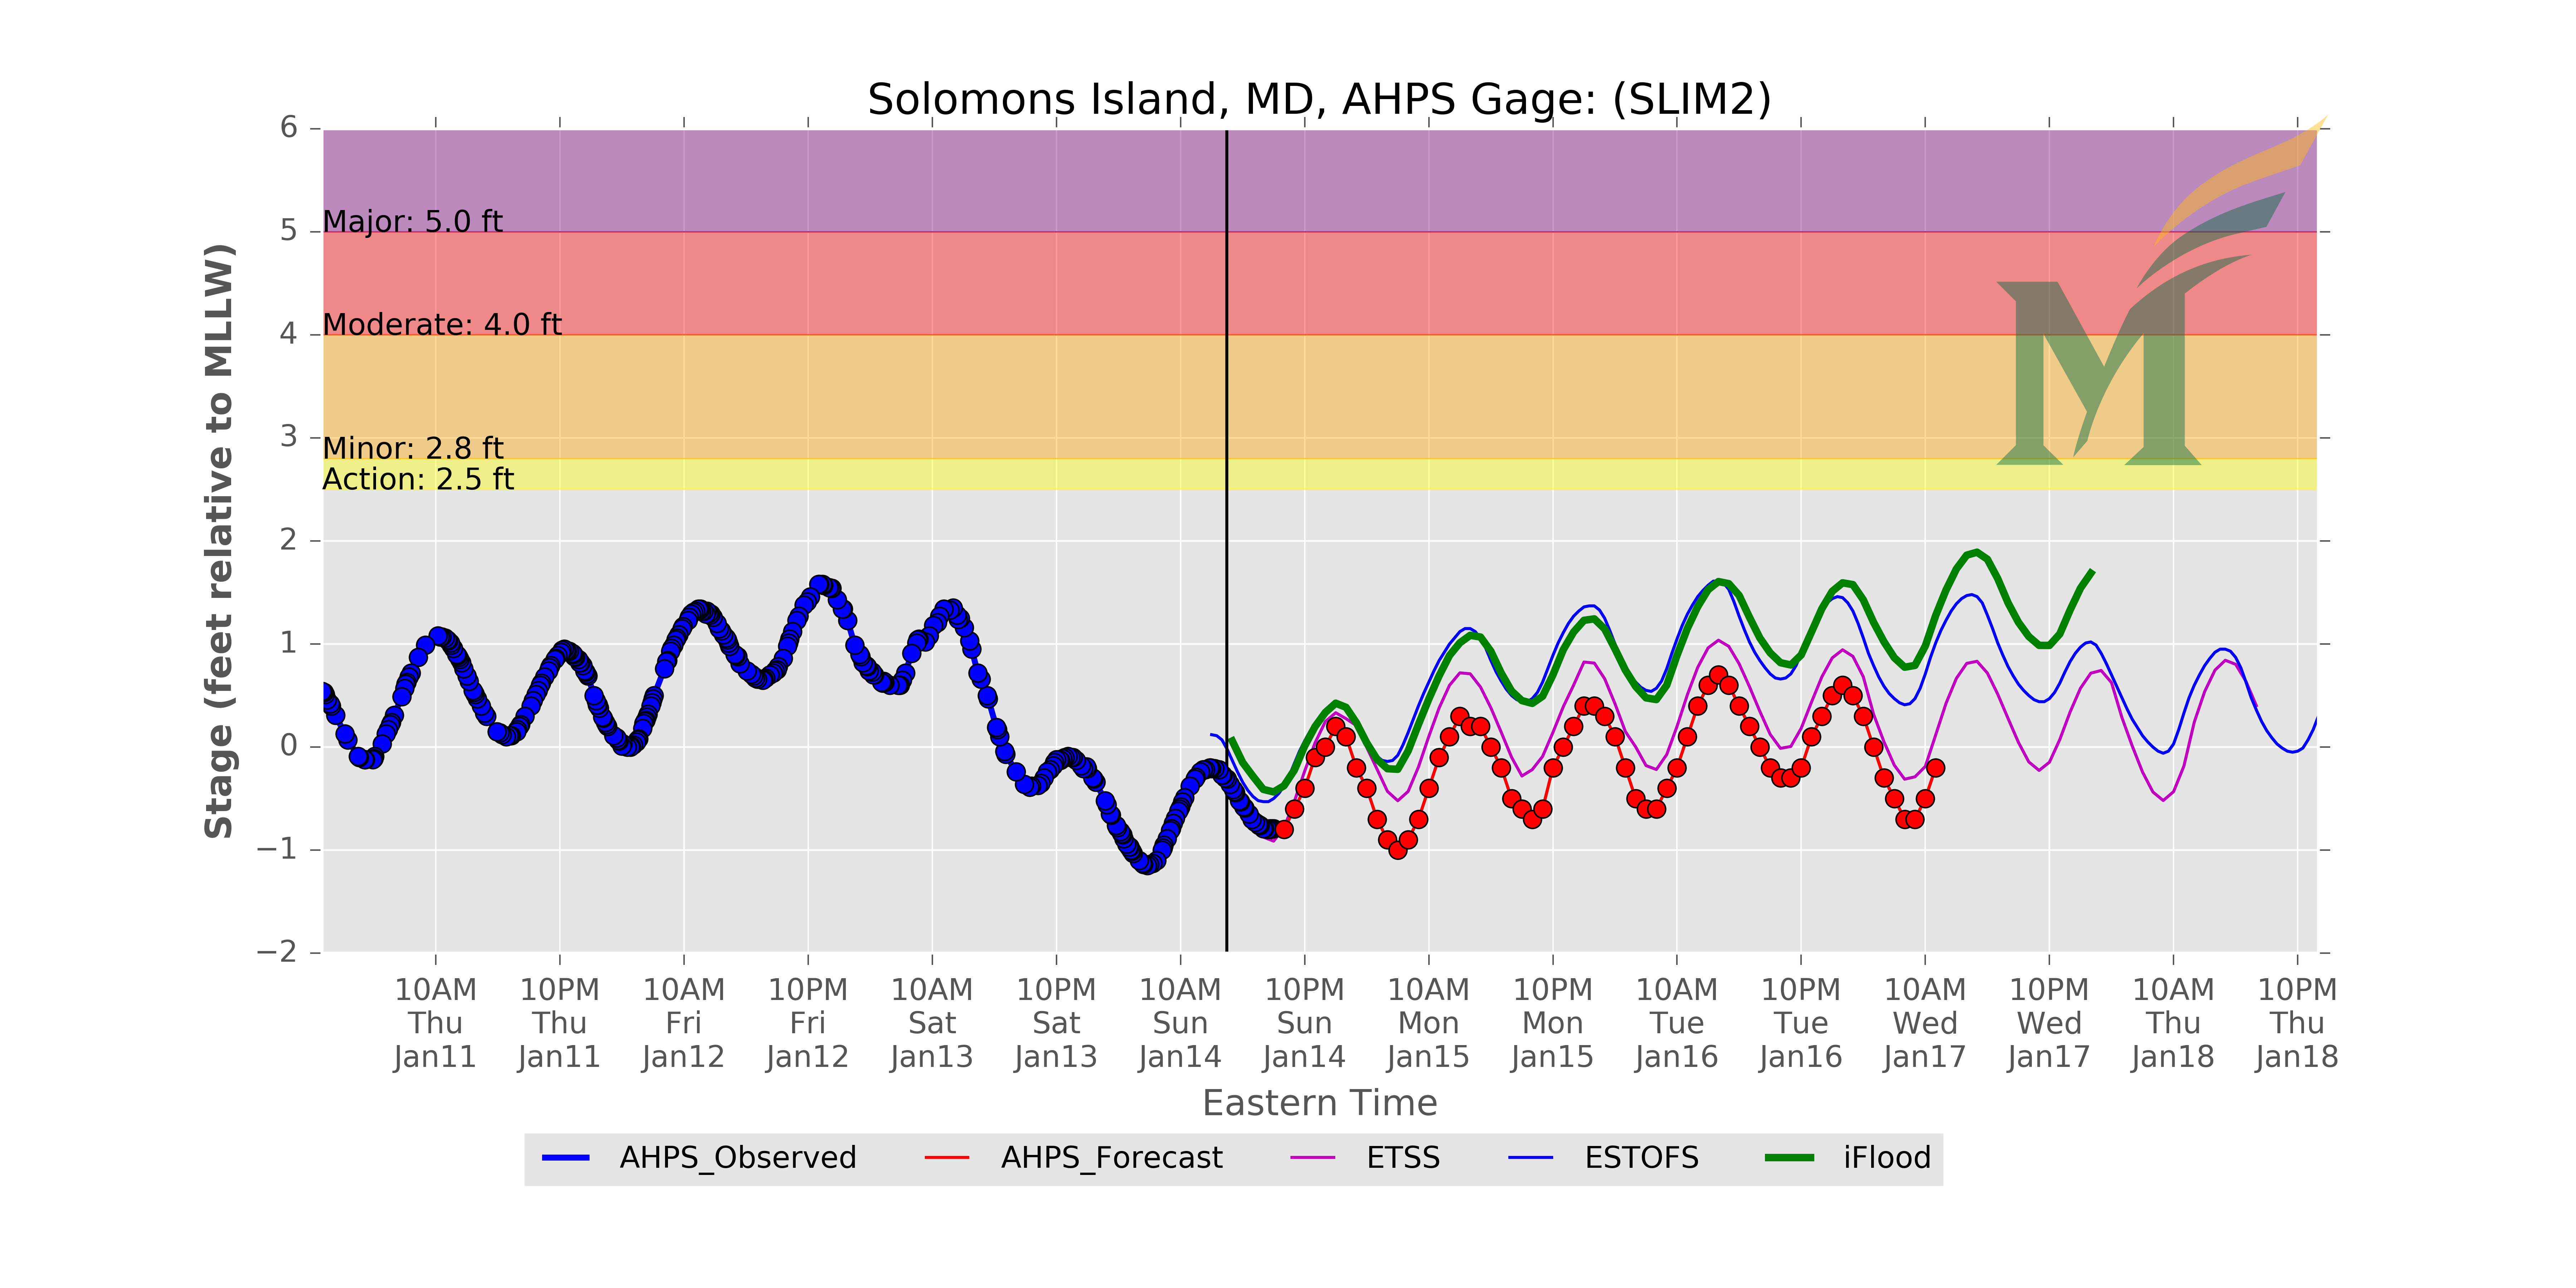 Solomons Island, MD, AHPS Gage: (SLIM2)
Stage (feet relative to MLLW)
6
5
4
3
2
1
0
−1
−2
Major: 5.0 ft
Moderate: 4.0 ft
Minor: 2.8 ft
Action: 2.5 ft
M
10AM 10PM 10AM 10PM 10AM 10PM 10AM 10PM 10AM 10PM 10AM 10PM 10AM 10PM 10AM 10PM
Thu Thu Fri Fri Sat Sat Sun Sun Mon Mon Tue Tue Wed Wed Thu Thu
Jan11 Jan11 Jan12 Jan12 Jan13 Jan13 Jan14 Jan14 Jan15 Jan15 Jan16 Jan16 Jan17 Jan17 Jan18 Jan18
Eastern Time
AHPS_Observed AHPS_Forecast ETSS ESTOFS iFlood